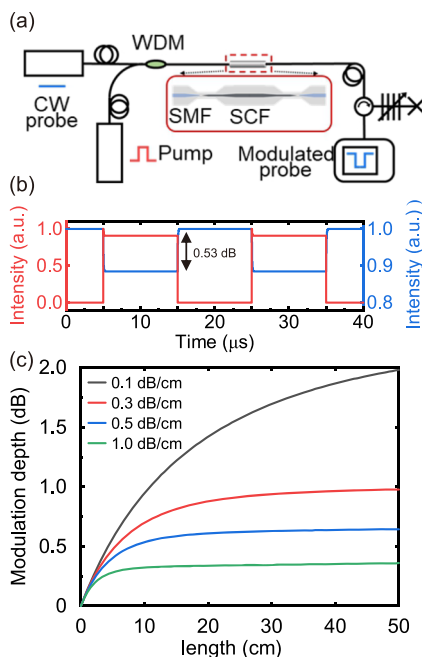 (a)
WDM
CW
probe
Pump
SMF
SCF
Modulated
probe
(b)
Intensity (a.u.)
1.0
0.5
0.0
0.53 dB
1.0
0.9
0.8
Intensity (a.u.)
0
10
20
30
40
Time (μs)
(c)
Modulation depth (dB)
2.0
1.5
1.0
0.5
0
0.1 dB/cm
0.3 dB/cm
0.5 dB/cm
1.0 dB/cm
0
10
20
30
40
50
length (cm)